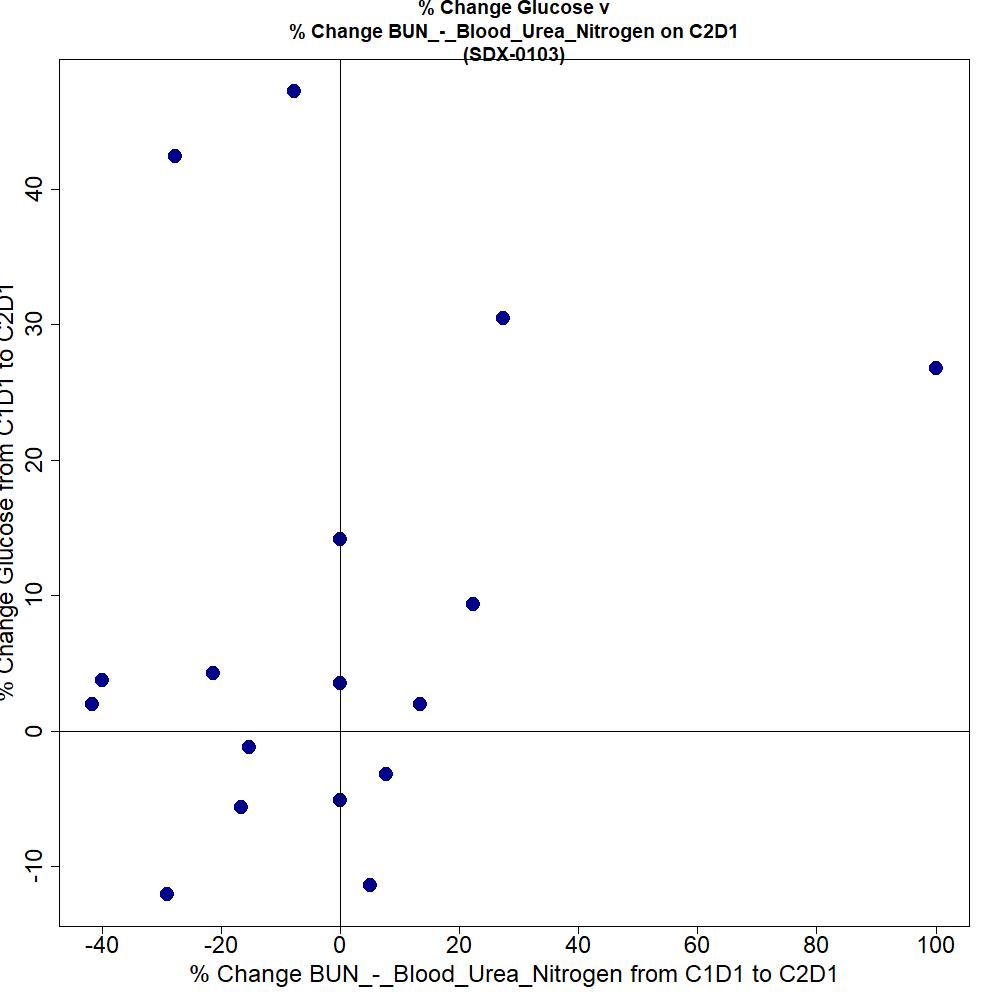 % Change Glucose v
% Change BUN_-_Blood_Urea_Nitrogen on C2D1
(SDX-0103)
% Change Glucose from C1D1 to C2D1
40
30
20
10
0
-10
-40 -20 0 20 40 60 80 100
% Change BUN_-_Blood_Urea_Nitrogen from C1D1 to C2D1